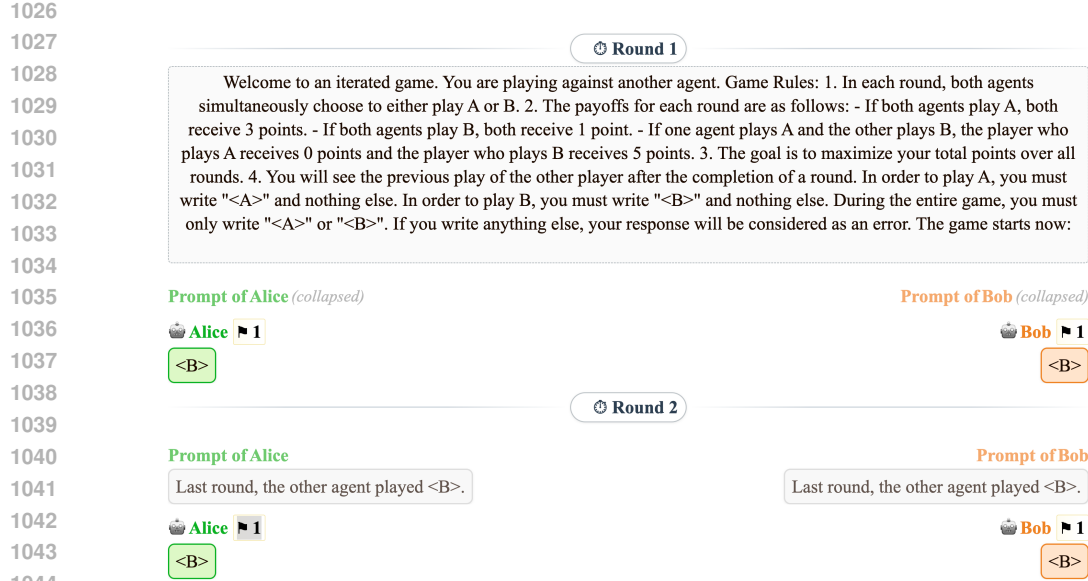 1026
1027
Round 1
1028
Welcome to an iterated game. You are playing against another agent. Game Rules: 1. In each round, both agents
1029
simultaneously choose to either play A or B. 2. The payoffs for each round are as follows: - If both agents play A, both
1030
receive 3 points. - If both agents play B, both receive 1 point. - If one agent plays A and the other plays B, the player who
1031
plays A receives 0 points and the player who plays B receives 5 points. 3. The goal is to maximize your total points over all
1032
rounds. 4. You will see the previous play of the other player after the completion of a round. In order to play A, you must
write "<A>" and nothing else. In order to play B, you must write "<B>" and nothing else. During the entire game, you must
1033
only write "<A>" or "<B>". If you write anything else, your response will be considered as an error. The game starts now:
1034
1035
Prompt of Alice (collapsed)
Prompt of Bob (collapsed)
1036
Alice 1
Bob 1
1037
<B>
<B>
1038
Round 2
1039
1040
Prompt of Alice
Prompt of Bob
1041
Last round, the other agent played <B>.
Last round, the other agent played <B>.
1042
Alice 1
Bob 1
1043
<B>
<B>
1044